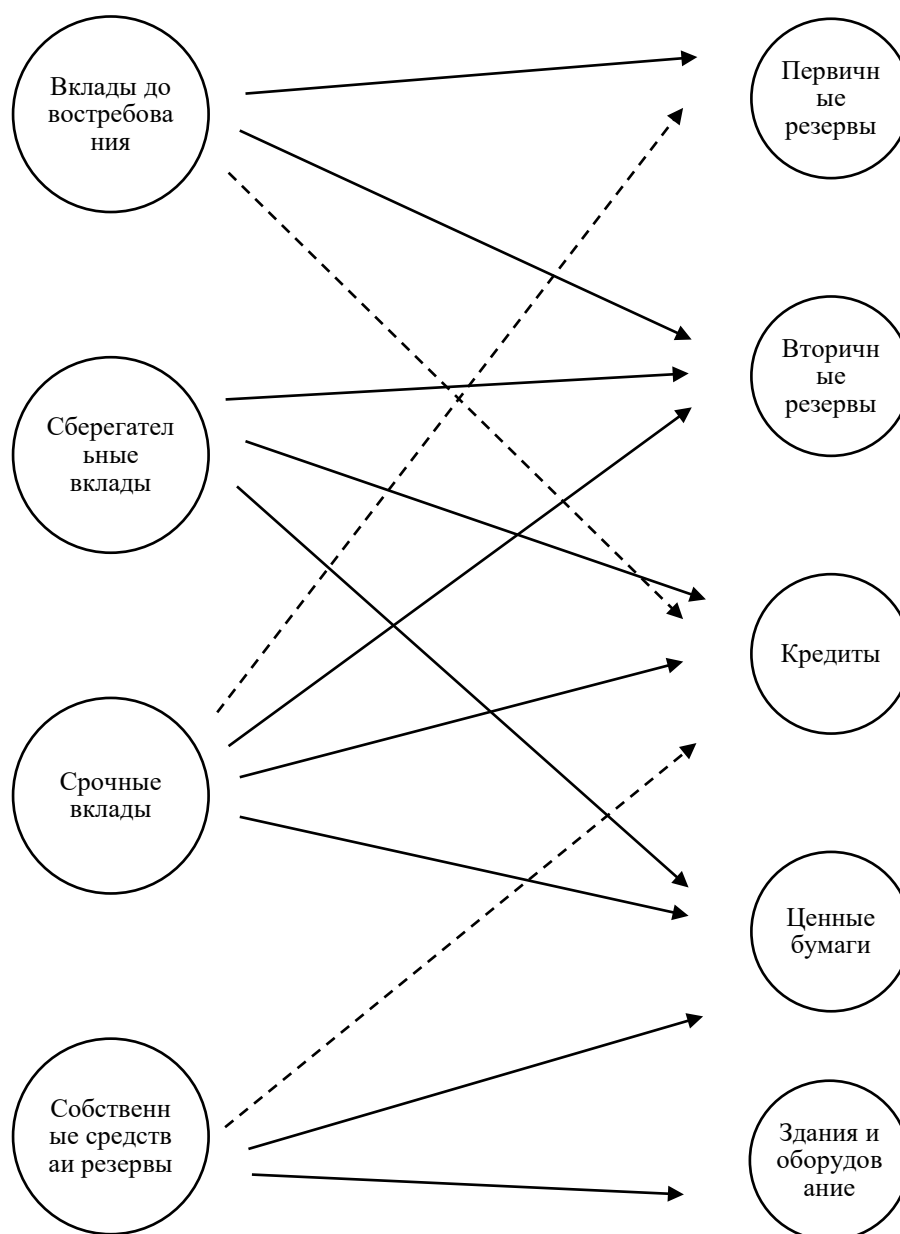 Вклады до
востребова
ния
Первичн
ые
резервы
Сберегател
ьные
вклады
Вторичн
ые
резервы
Кредиты
Срочные
вклады
Ценные
бумаги
Собственн
ые средств
аи резервы
Здания и
оборудов
ание